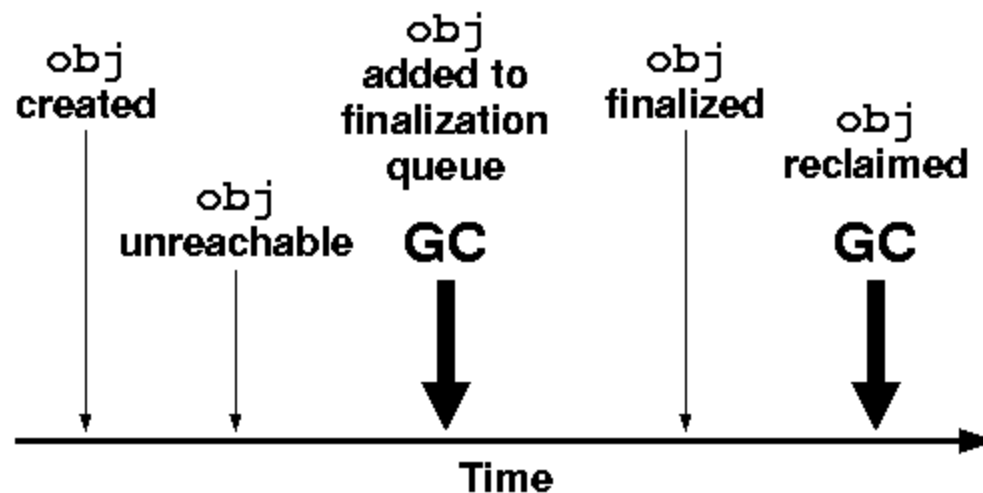 obj
created
obj
unreachable
obj
added to
finalization
queue
GC
obj
finalized
obj
reclaimed
GC
Time